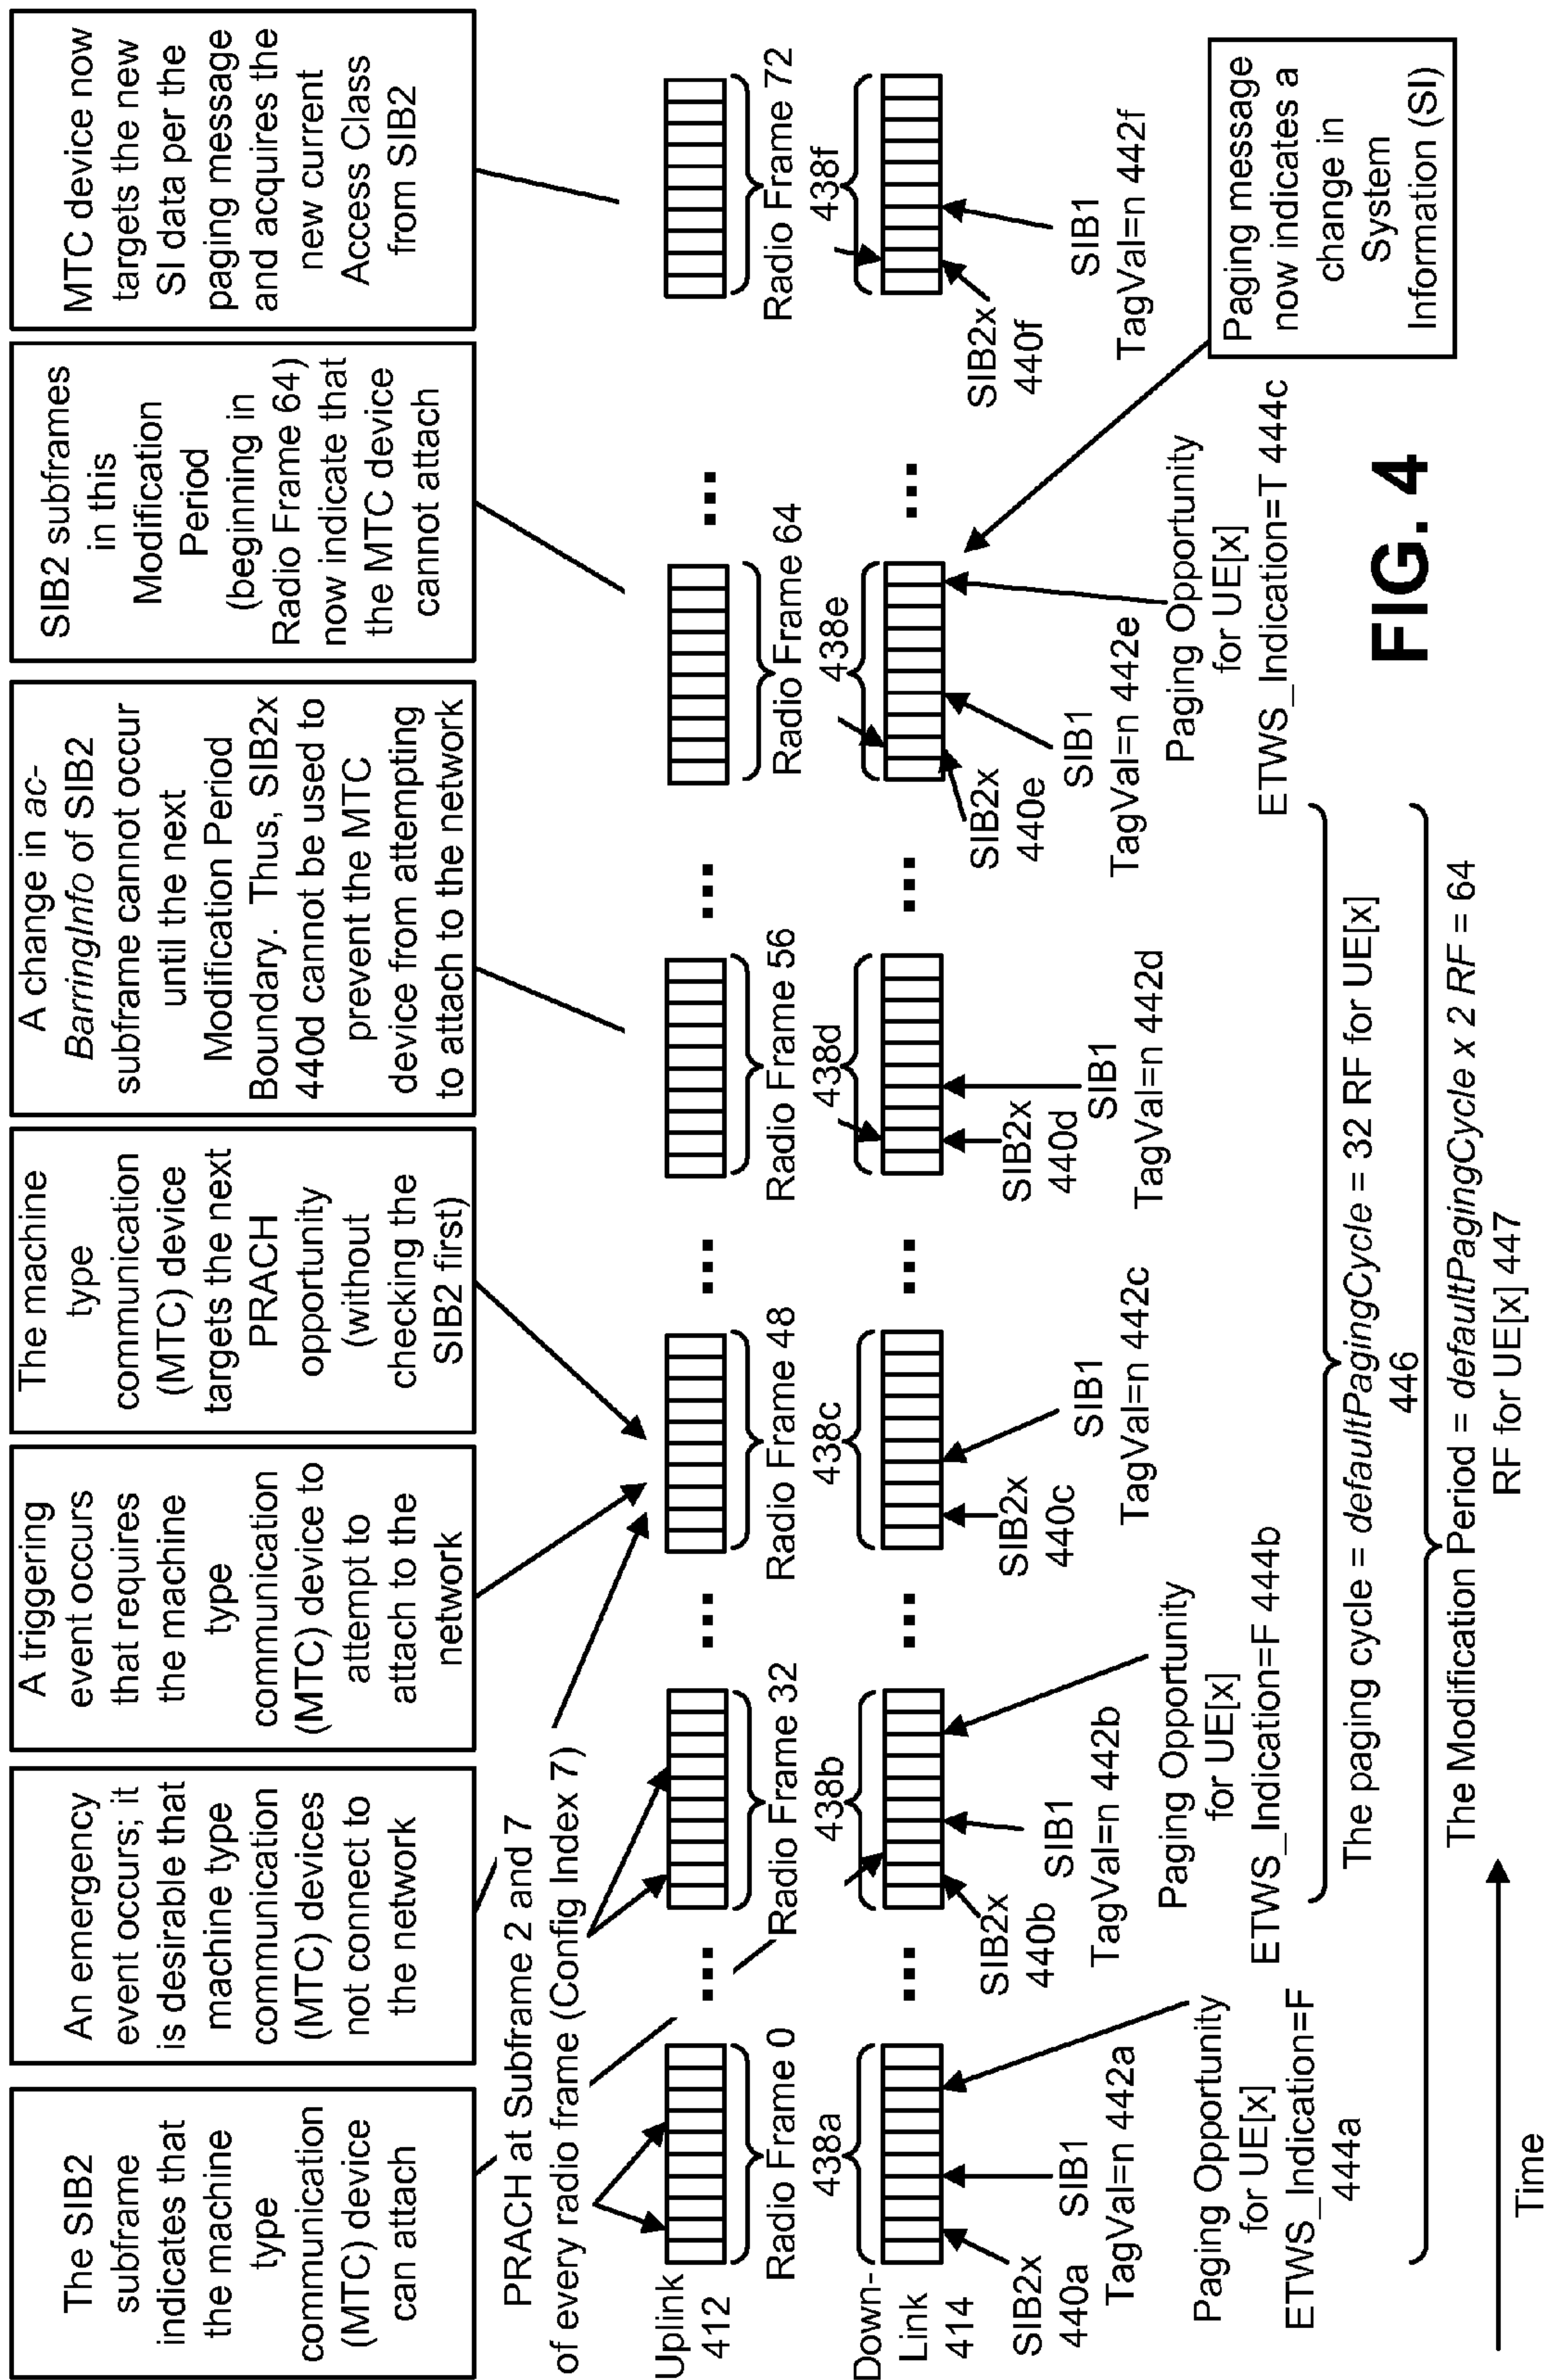 The SIB2
subframe
indicates that
the machine
type
communication
(MTC) device
can attach
An emergency
event occurs; it
is desirable that
machine type
communication
(MTC) devices
not connect to
the network
A triggering
event occurs
that requires
the machine
type
communication
(MTC) device to
attempt to
attach to the
network
The machine
type
communication
(MTC) device
targets the next
PRACH
opportunity
(without
checking the
SIB2 first)
A change in ac-
BarringInfo of SIB2
subframe cannot occur
until the next
Modification Period
Boundary. Thus, SIB2x
440d cannot be used to
prevent the MTC
device from attempting
to attach to the network
SIB2 subframes
in this
Modification
Period
(beginning in
Radio Frame 64)
now indicate that
the MTC device
cannot attach
MTC device now
targets the new
SI data per the
paging message
and acquires the
new current
Access Class
from SIB2
PRACH at Subframe 2 and 7
of every radio frame (Config Index 7)
Uplink
412
...
...
...
...
...
Radio Frame 0
Radio Frame 32
Radio Frame 48
Radio Frame 56
Radio Frame 64
Radio Frame 72
438a
438b
438c
438d
438e
438f
Down-
Link
414
...
...
...
...
...
SIB2x
440a
SIB1
TagVal=n 442a
Paging Opportunity
for UE[x]
ETWS_Indication=F
444a
SIB2x
440b
SIB1
TagVal=n 442b
Paging Opportunity
for UE[x]
ETWS_Indication=F 444b
SIB2x
440c
SIB1
TagVal=n 442c
SIB2x
440d
SIB1
TagVal=n 442d
SIB2x
440e
SIB1
TagVal=n 442e
Paging Opportunity
for UE[x]
ETWS_Indication=T 444c
SIB2x
440f
SIB1
TagVal=n 442f
Paging message
now indicates a
change in
System
Information (SI)
The paging cycle = defaultPagingCycle = 32 RF for UE[x]
446
The Modification Period = defaultPagingCycle x 2 RF = 64
RF for UE[x] 447
Time
FIG. 4